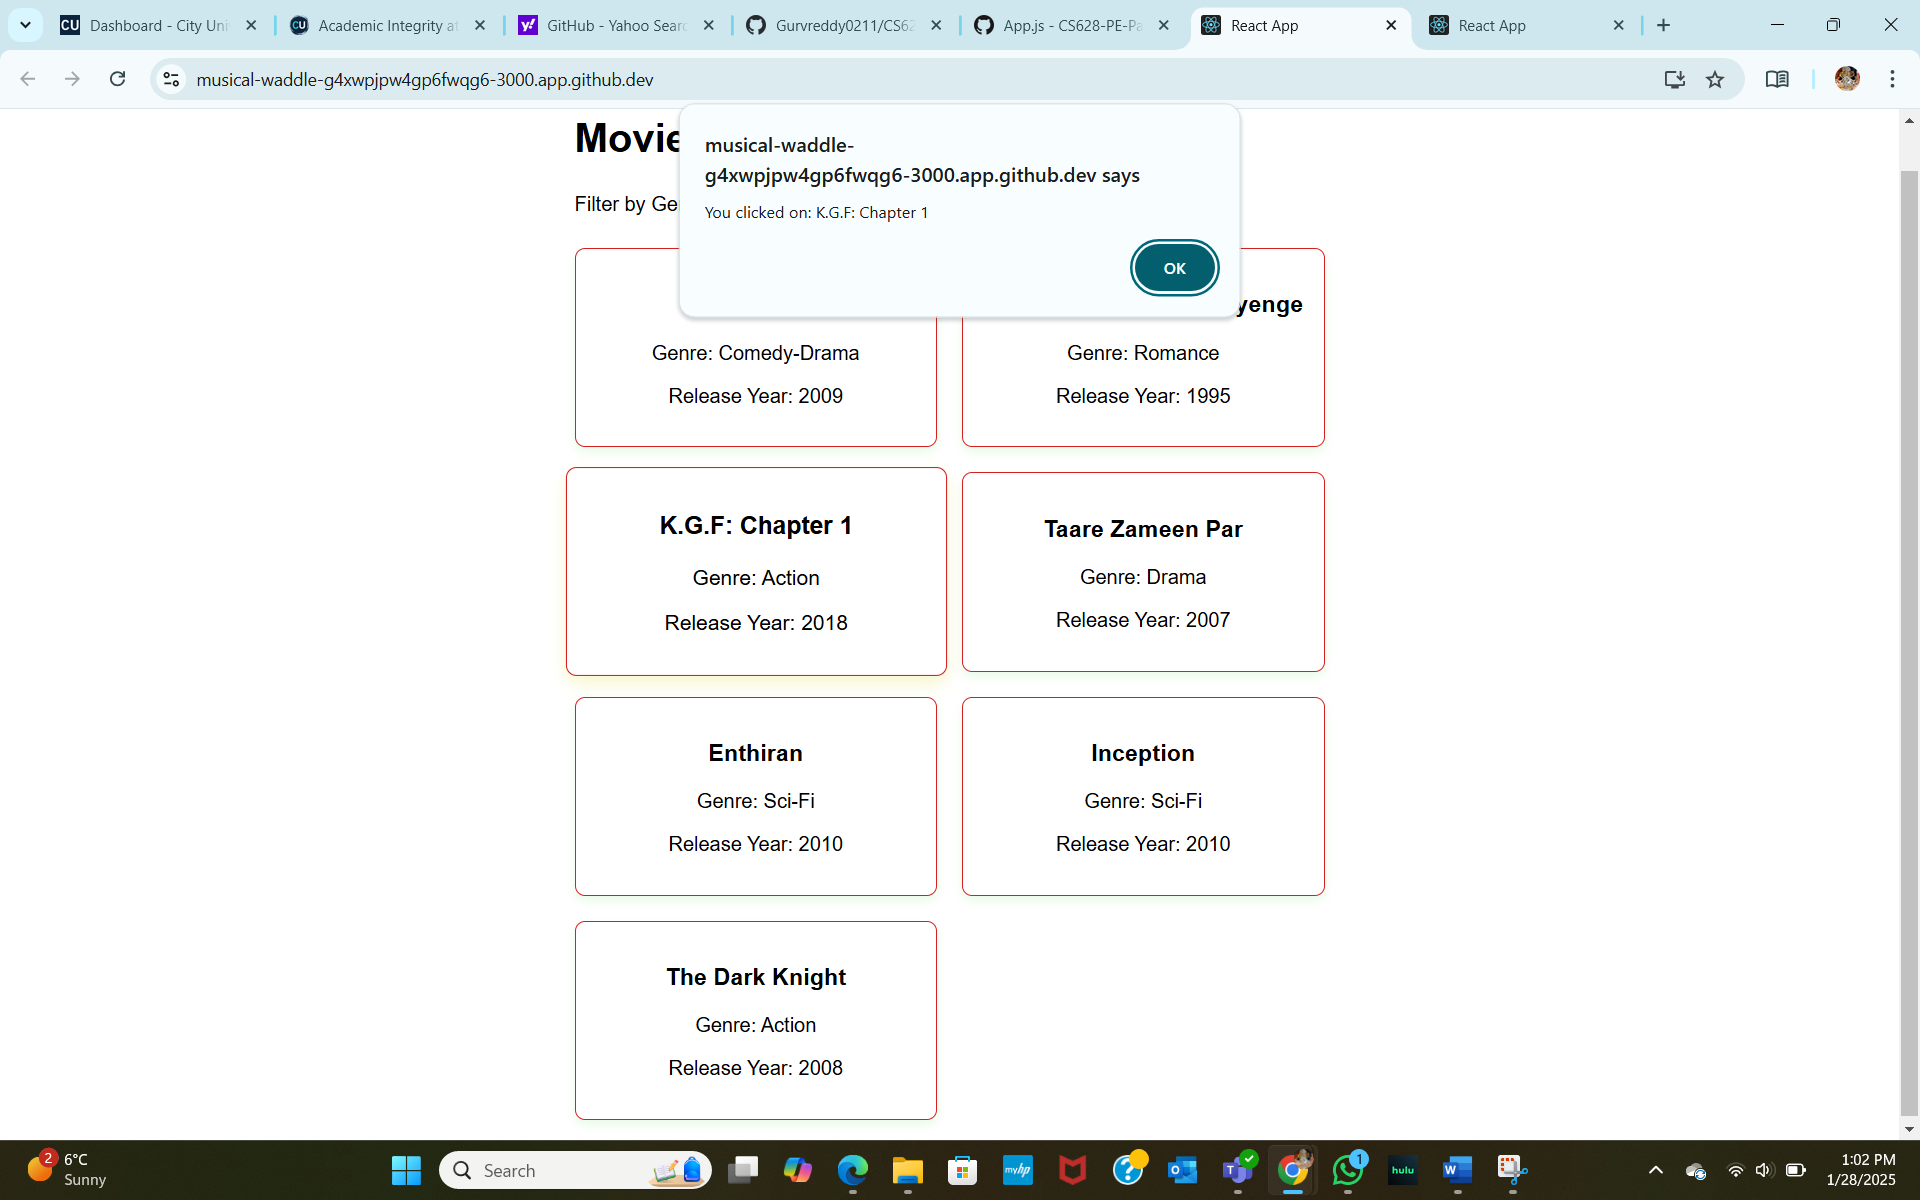 Dashboard - City Uni
Academic Integrity at
GitHub - Yahoo Searc
Gurvreddy0211/CS62
App.js - CS628-PE-Pa
React App
React App
musical-waddle-g4xwpjpw4gp6fwqg6-3000.app.github.dev
Movie
musical-waddle-
g4xwpjpw4gp6fwqg6-3000.app.github.dev says
You clicked on: K.G.F: Chapter 1
OK
Filter by Ge
yenge
Genre: Comedy-Drama
Release Year: 2009
Genre: Romance
Release Year: 1995
K.G.F: Chapter 1
Genre: Action
Release Year: 2018
Taare Zameen Par
Genre: Drama
Release Year: 2007
Enthiran
Genre: Sci-Fi
Release Year: 2010
Inception
Genre: Sci-Fi
Release Year: 2010
The Dark Knight
Genre: Action
Release Year: 2008
2
6°C
Sunny
Search
myhp
hulu
1
1:02 PM
1/28/2025